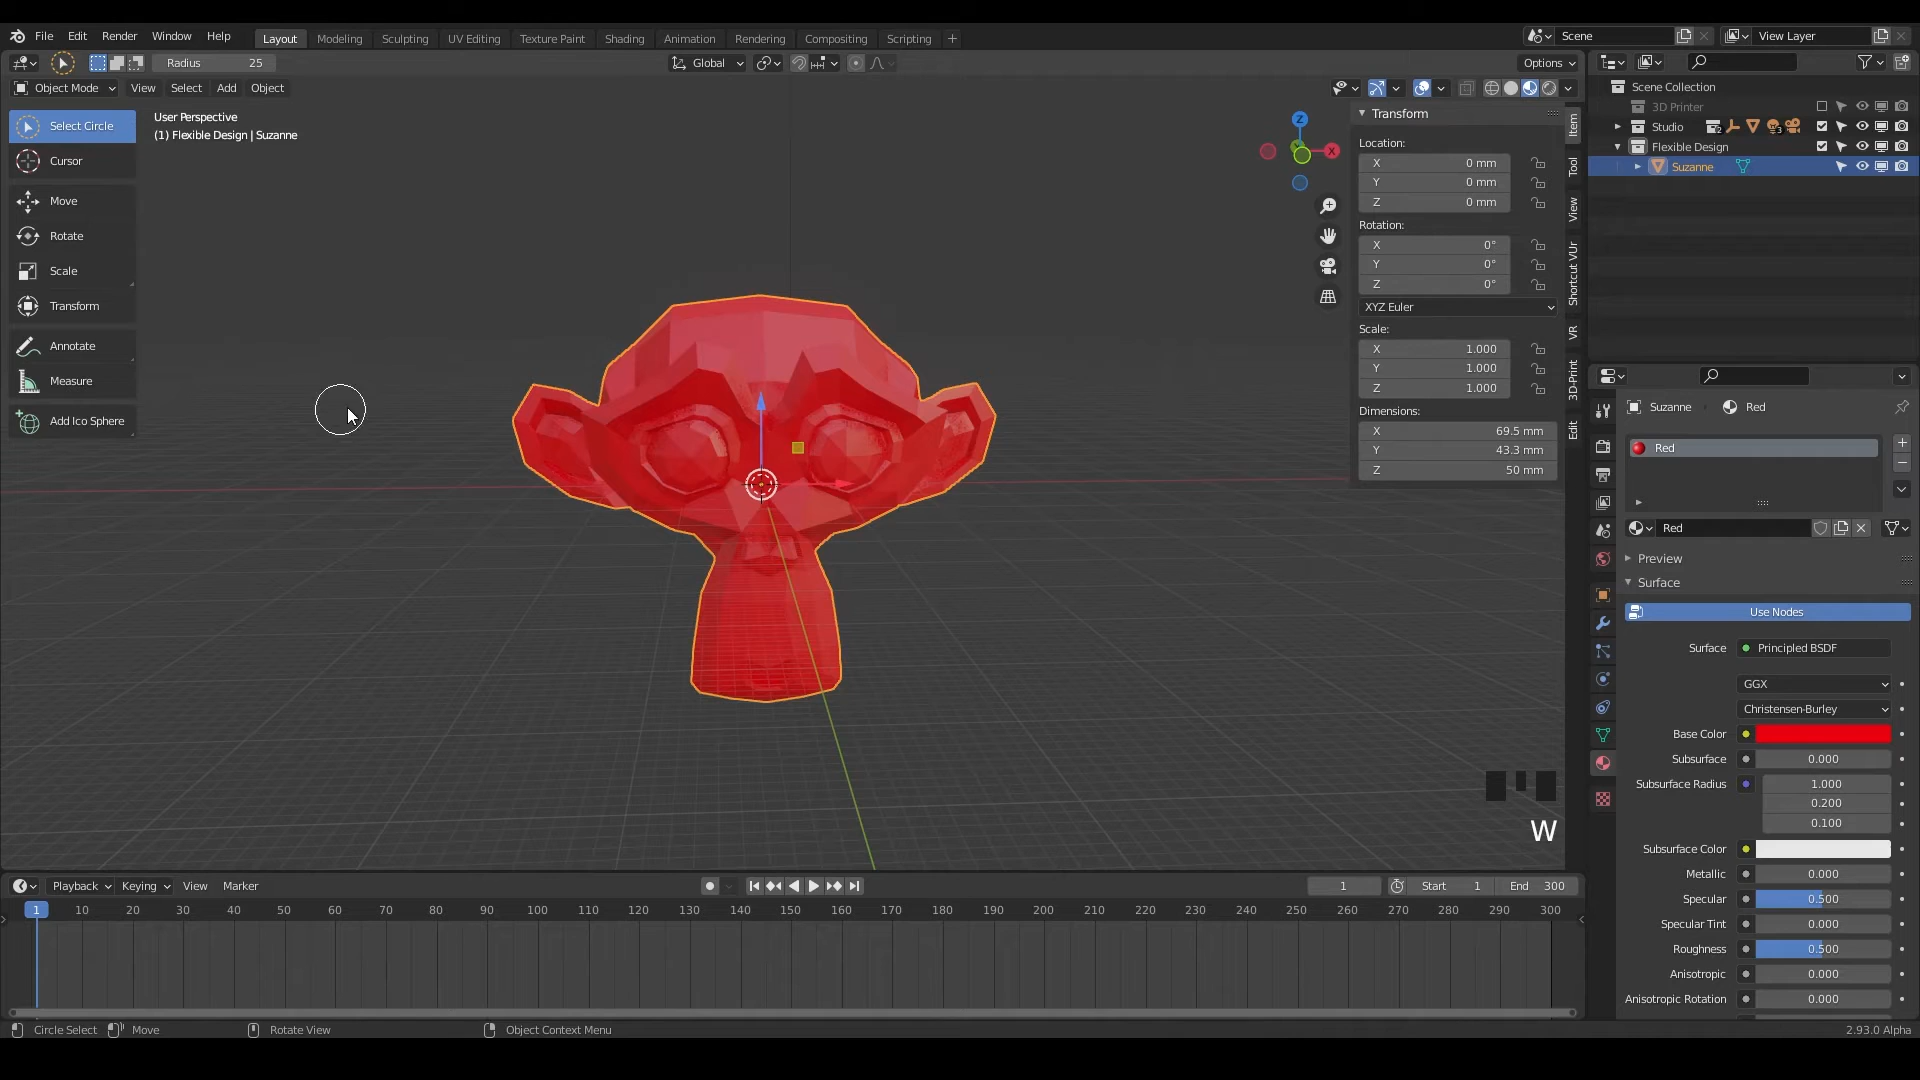 File Edit Render Window Help
Layout Modeling Sculpting UV Editing Texture Paint Shading Animation Rendering Compositing Scripting +
Scene
View Layer
Radius 25
Global
Options
Object Mode View Select Add Object
User Perspective
(1) Flexible Design | Suzanne
Select Circle
Cursor
Move
Rotate
Scale
Transform
Annotate
Measure
Add Ico Sphere
Z
X
Transform
Location:
X 0 mm
Y 0 mm
Z 0 mm
Rotation:
X 0°
Y 0°
Z 0°
XYZ Euler
Scale:
X 1.000
Y 1.000
Z 1.000
Dimensions:
X 69.5 mm
Y 43.3 mm
Z 50 mm
Item
Tool
View
Shortcut VUr
VR
3D-Print
Edit
W
Scene Collection
3D Printer
Studio 2 3
Flexible Design
Suzanne
Suzanne Red
Red
Red
Preview
Surface
Use Nodes
Surface Principled BSDF
GGX
Christensen-Burley
Base Color
Subsurface 0.000
Subsurface Radius 1.000
0.200
0.100
Subsurface Color
Metallic 0.000
Specular 0.500
Specular Tint 0.000
Roughness 0.500
Anisotropic 0.000
Anisotropic Rotation 0.000
Playback Keying View Marker
1
Start 1
End 300
1 10 20 30 40 50 60 70 80 90 100 110 120 130 140 150 160 170 180 190 200 210 220 230 240 250 260 270 280 290 300
Circle Select Move Rotate View Object Context Menu
2.93.0 Alpha